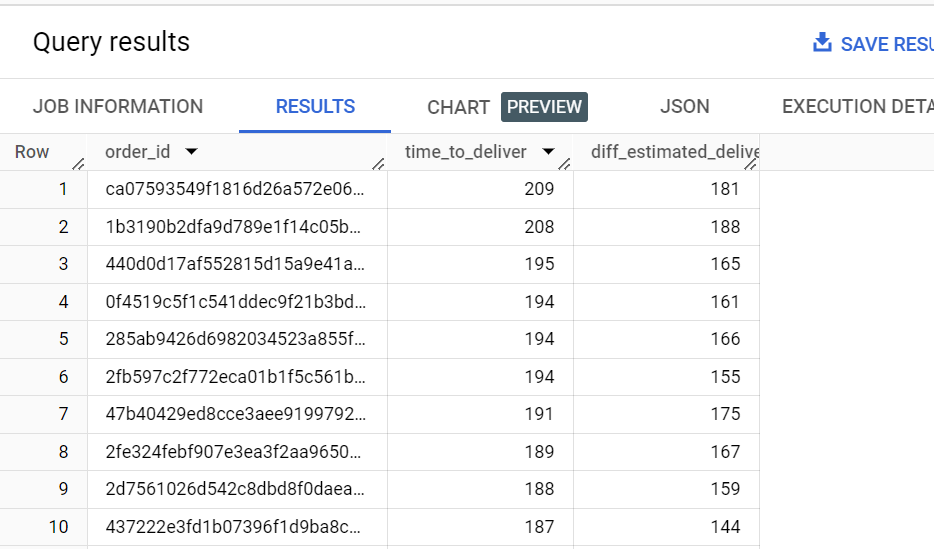 Query results
SAVE RESU
JOB INFORMATION RESULTS CHART PREVIEW JSON EXECUTION DETA
Row order_id time_to_deliver diff_estimated_delive
1 ca07593549f1816d26a572e06... 209 181
2 1b3190b2dfa9d789e1f14c05b... 208 188
3 440d0d17af552815d15a9e41a... 195 165
4 0f4519c5f1c541ddec9f21b3bd... 194 161
5 285ab9426d6982034523a855f... 194 166
6 2fb597c2f772eca01b1f5c561b... 194 155
7 47b40429ed8cce3aee9199792... 191 175
8 2fe324febf907e3ea3f2aa9650... 189 167
9 2d7561026d542c8dbd8f0daea... 188 159
10 437222e3fd1b07396f1d9ba8c... 187 144